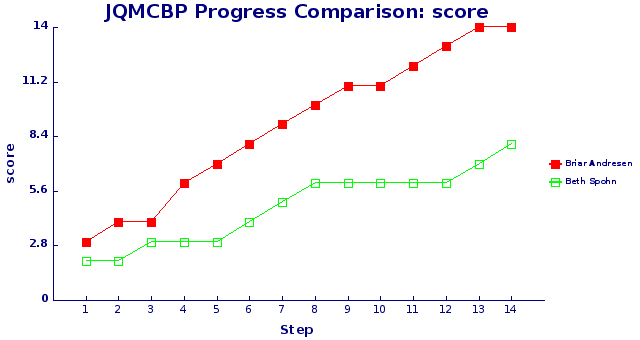 JQMCBP Progress Comparison: score
14
11.2
8.4
5.6
2.8
0
score
1 2 3 4 5 6 7 8 9 10 11 12 13 14
Step
Briar Andresen
Beth Spohn